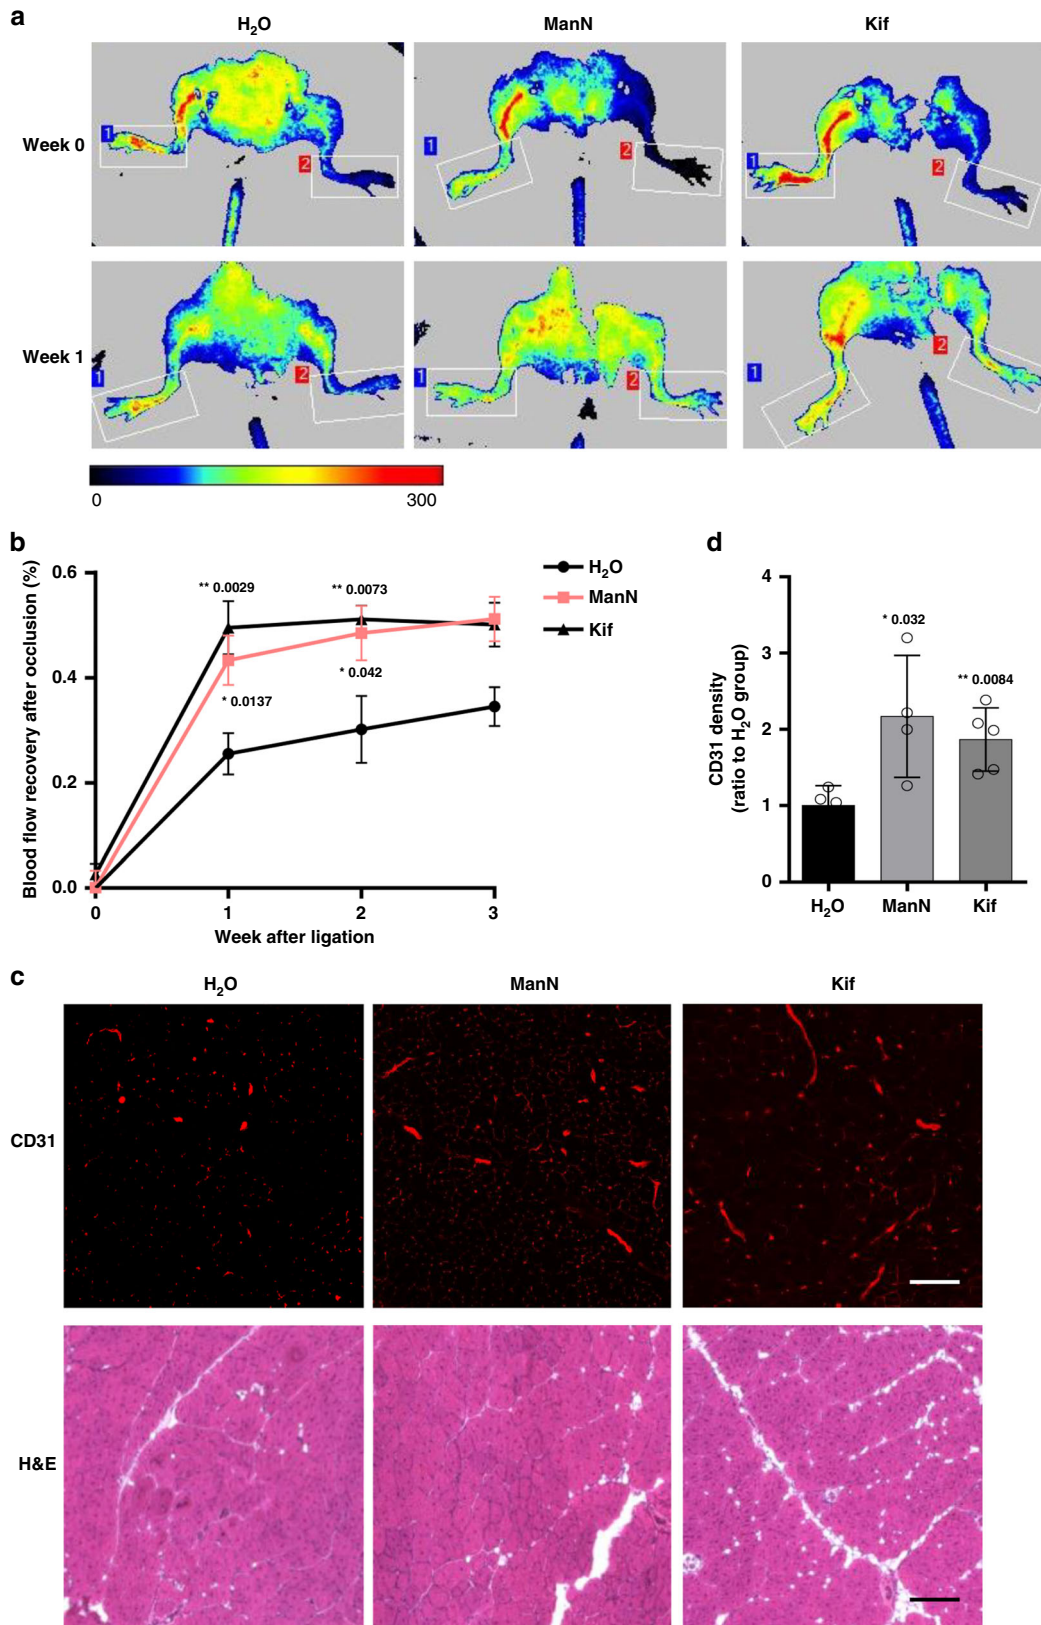 a
H2O
ManN
Kif
Week 0
1
2
1
2
1
2
Week 1
1
2
1
2
1
2
0
300
b
Blood flow recovery after occlusion (%)
0.6
0.4
0.2
0.0
** 0.0029
** 0.0073
* 0.0137
* 0.042
0
1
2
3
Week after ligation
H2O
ManN
Kif
d
CD31 density
(ratio to H2O group)
4
3
2
1
0
* 0.032
** 0.0084
H2O
ManN
Kif
c
H2O
ManN
Kif
CD31
H&E